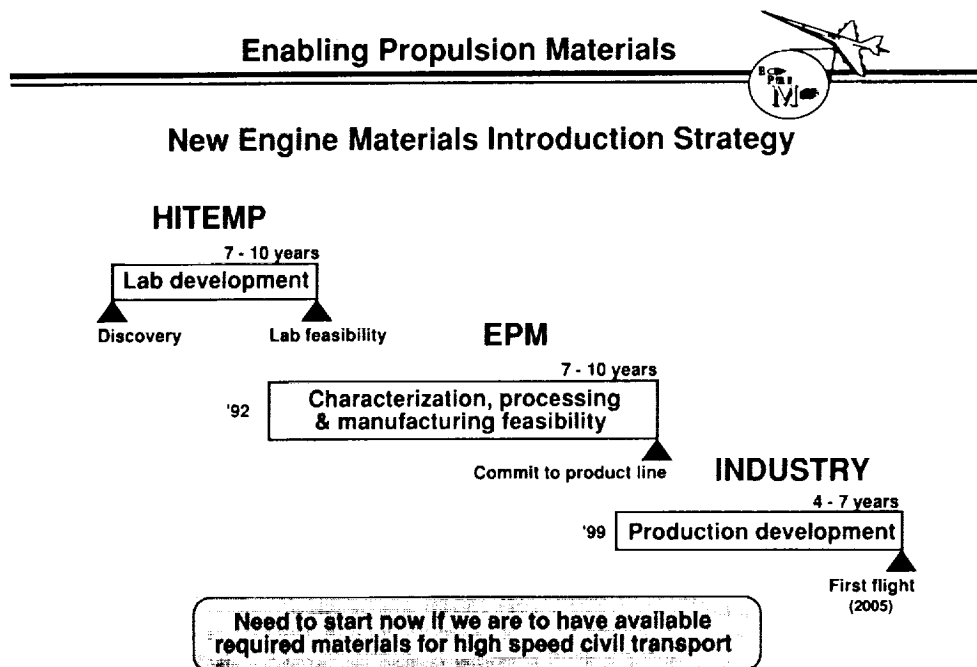 Enabling Propulsion Materials
New Engine Materials Introduction Strategy
HITEMP
7 - 10 years
Lab development
Discovery
Lab feasibility
EPM
7 - 10 years
'92
Characterization, processing
& manufacturing feasibility
Commit to product line
INDUSTRY
4 - 7 years
'99
Production development
First flight
(2005)
Need to start now if we are to have available
required materials for high speed civil transport